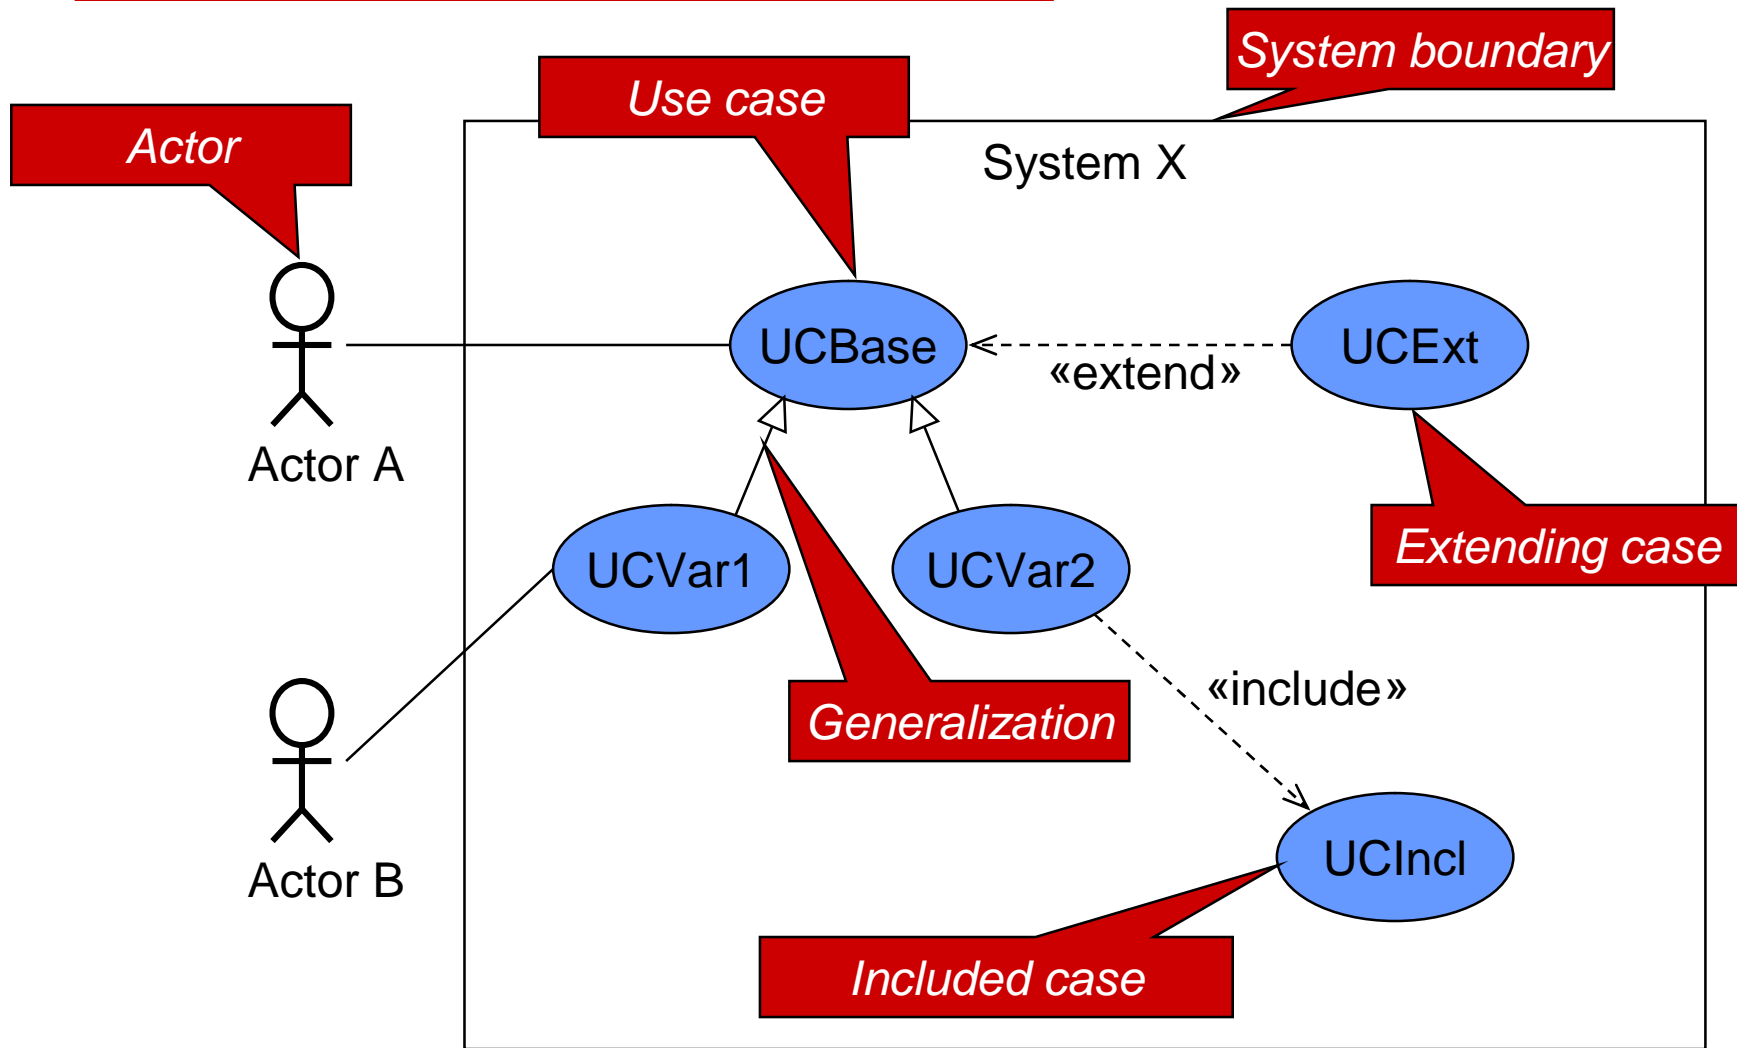 System boundary
Use case
Actor
System X
UCBase
UCExt
«extend»
Actor A
Extending case
UCVar1
UCVar2
«include»
Generalization
UCIncl
Actor B
Included case